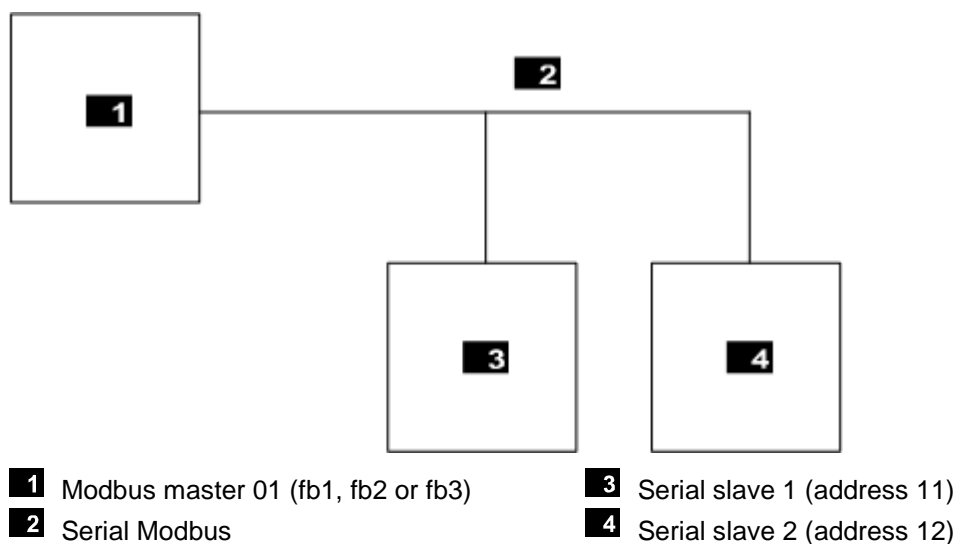 2
1
3
4
1 Modbus master 01 (fb1, fb2 or fb3)
2 Serial Modbus
3 Serial slave 1 (address 11)
4 Serial slave 2 (address 12)